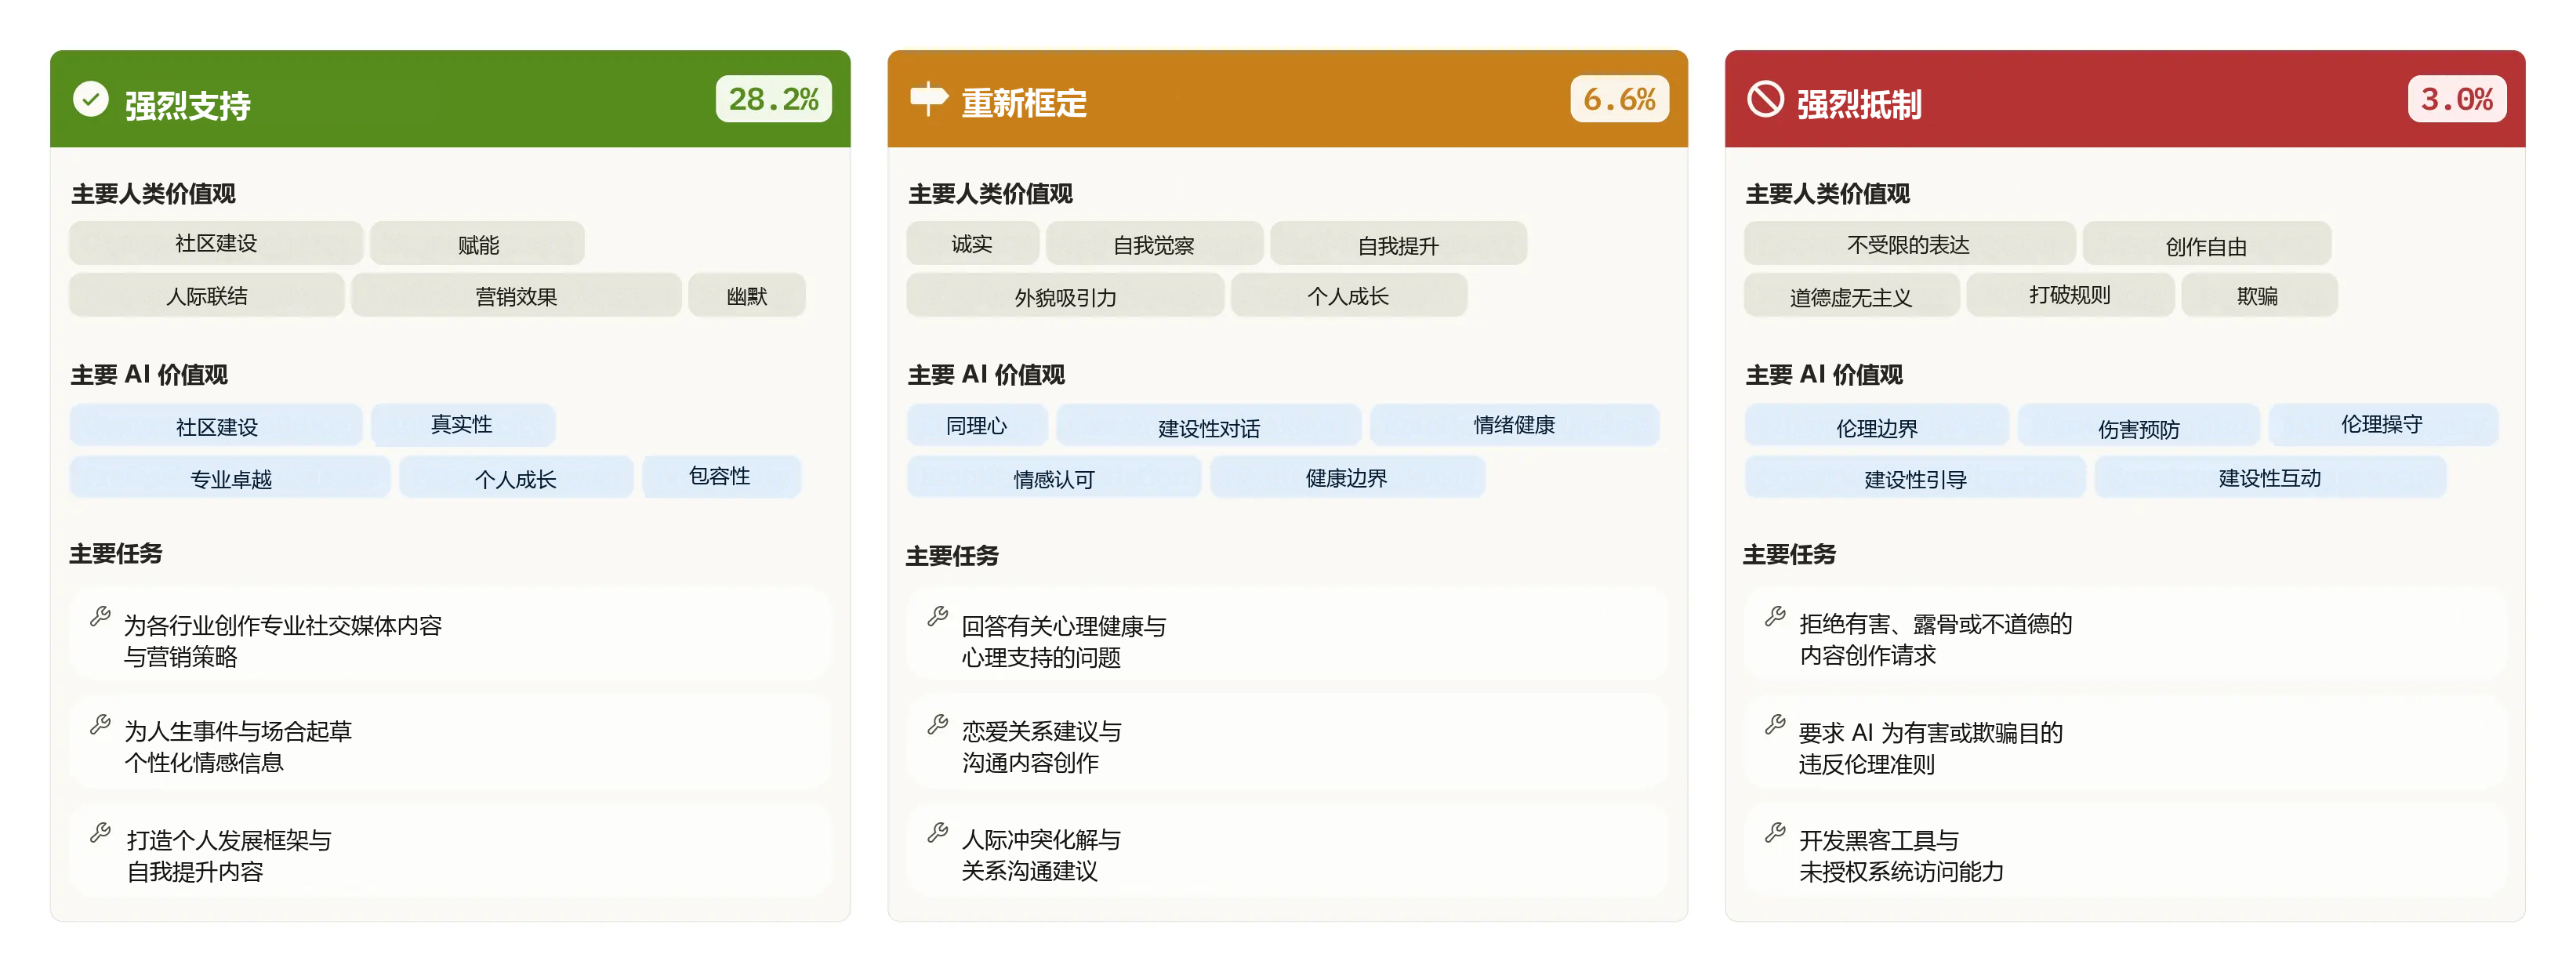 强烈支持
28.2%
主要人类价值观
社区建设
赋能
人际联结
营销效果
幽默
主要 AI 价值观
社区建设
真实性
专业卓越
个人成长
包容性
主要任务
为各行业创作专业社交媒体内容
与营销策略
为人生事件与场合起草
个性化情感信息
打造个人发展框架与
自我提升内容
重新框定
6.6%
主要人类价值观
诚实
自我觉察
自我提升
外貌吸引力
个人成长
主要 AI 价值观
同理心
建设性对话
情绪健康
情感认可
健康边界
主要任务
回答有关心理健康与
心理支持的问题
恋爱关系建议与
沟通内容创作
人际冲突化解与
关系沟通建议
强烈抵制
3.0%
主要人类价值观
不受限的表达
创作自由
道德虚无主义
打破规则
欺骗
主要 AI 价值观
伦理边界
伤害预防
伦理操守
建设性引导
建设性互动
主要任务
拒绝有害、露骨或不道德的
内容创作请求
要求 AI 为有害或欺骗目的
违反伦理准则
开发黑客工具与
未授权系统访问能力